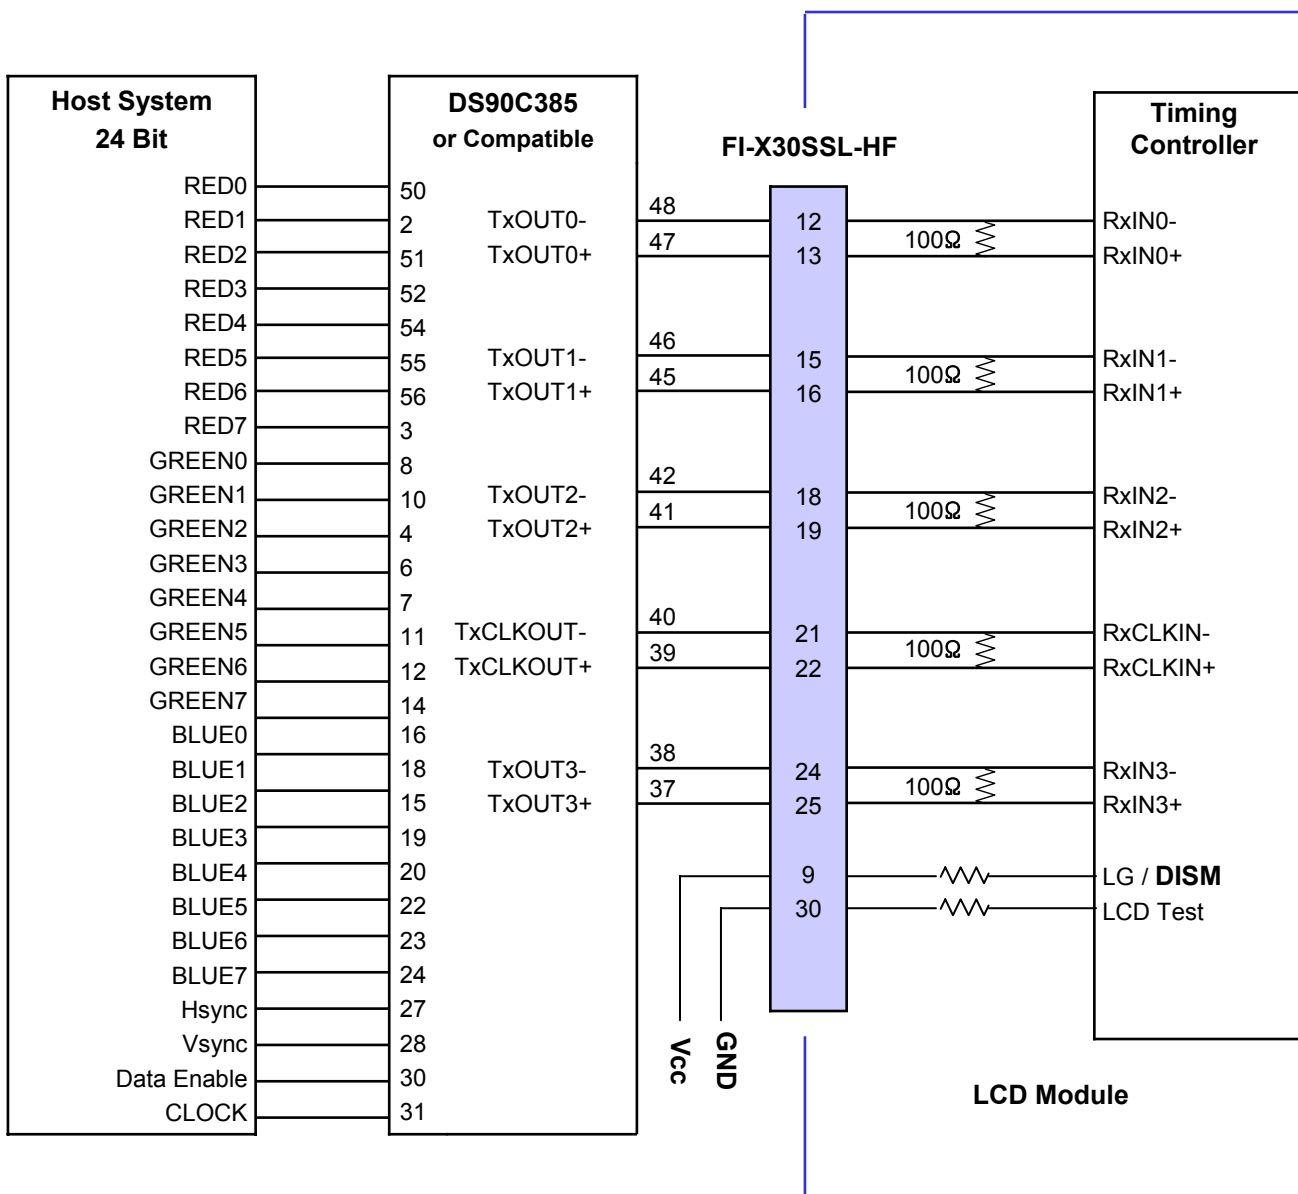 Host System
24 Bit
RED0
RED1
RED2
RED3
RED4
RED5
RED6
RED7
GREEN0
GREEN1
GREEN2
GREEN3
GREEN4
GREEN5
GREEN6
GREEN7
BLUE0
BLUE1
BLUE2
BLUE3
BLUE4
BLUE5
BLUE6
BLUE7
Hsync
Vsync
Data Enable
CLOCK
DS90C385
or Compatible
50
2
51
52
54
55
56
3
8
10
4
6
7
11
12
14
16
18
15
19
20
22
23
24
27
28
30
31
TxOUT0-
TxOUT0+
TxOUT1-
TxOUT1+
TxOUT2-
TxOUT2+
TxCLKOUT-
TxCLKOUT+
TxOUT3-
TxOUT3+
48
47
46
45
42
41
40
39
38
37
Vcc
GND
FI-X30SSL-HF
12
13
15
16
18
19
21
22
24
25
9
30
100Ω
100Ω
100Ω
100Ω
100Ω
Timing
Controller
RxIN0-
RxIN0+
RxIN1-
RxIN1+
RxIN2-
RxIN2+
RxCLKIN-
RxCLKIN+
RxIN3-
RxIN3+
LG / DISM
LCD Test
LCD Module